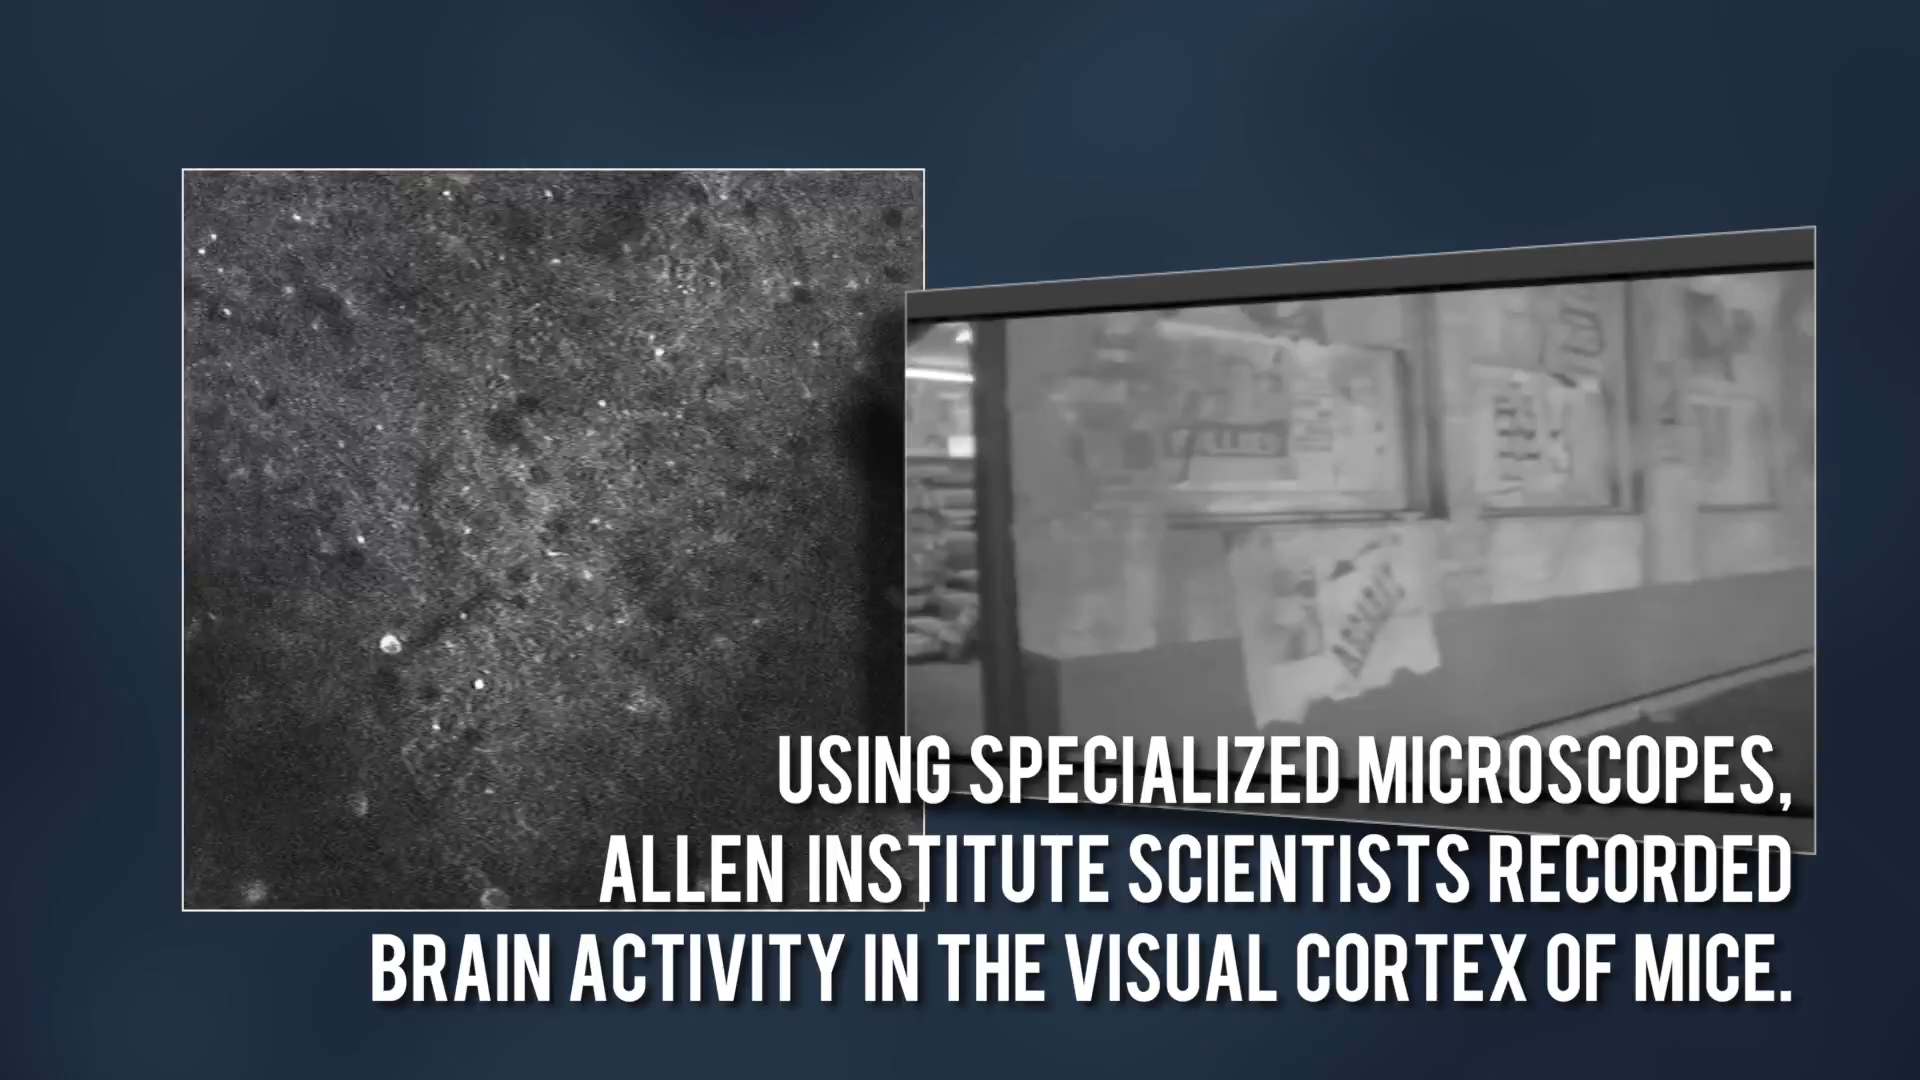 USING SPECIALIZED MICROSCOPES,
ALLEN INSTITUTE SCIENTISTS RECORDED
BRAIN ACTIVITY IN THE VISUAL CORTEX OF MICE.